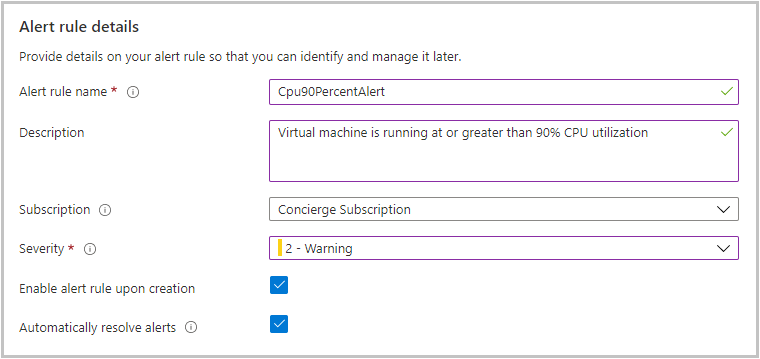 Alert rule details
Provide details on your alert rule so that you can identify and manage it later.
Alert rule name * Cpu90PercentAlert
Description Virtual machine is running at or greater than 90% CPU utilization
Subscription Concierge Subscription
Severity * 2 - Warning
Enable alert rule upon creation
Automatically resolve alerts